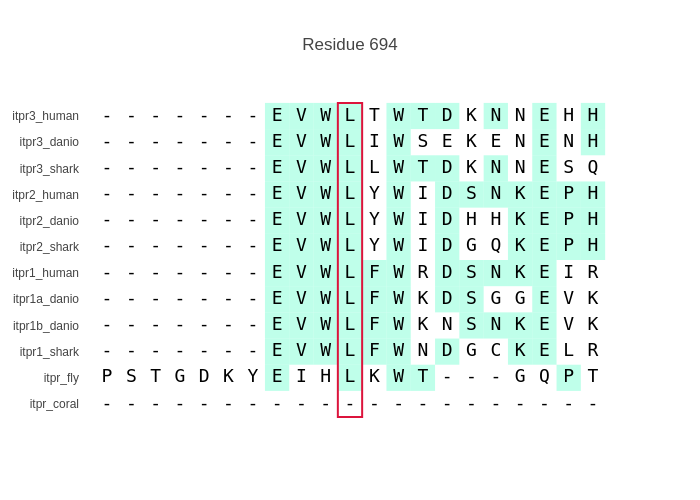 Residue 694
itpr3_human - - - - - - - E V W L T W T D K N N E H H
itpr3_danio - - - - - - - E V W L I W S E K E N E N H
itpr3_shark - - - - - - - E V W L L W T D K N N E S Q
itpr2_human - - - - - - - E V W L Y W I D S N K E P H
itpr2_danio - - - - - - - E V W L Y W I D H H K E P H
itpr2_shark - - - - - - - E V W L Y W I D G Q K E P H
itpr1_human - - - - - - - E V W L F W R D S N K E I R
itpr1a_danio - - - - - - - E V W L F W K D S G G E V K
itpr1b_danio - - - - - - - E V W L F W K N S N K E V K
itpr1_shark - - - - - - - E V W L F W N D G C K E L R
itpr_fly P S T G D K Y E I H L K W T - - - G Q P T
itpr_coral - - - - - - - - - - - - - - - - - - - - -